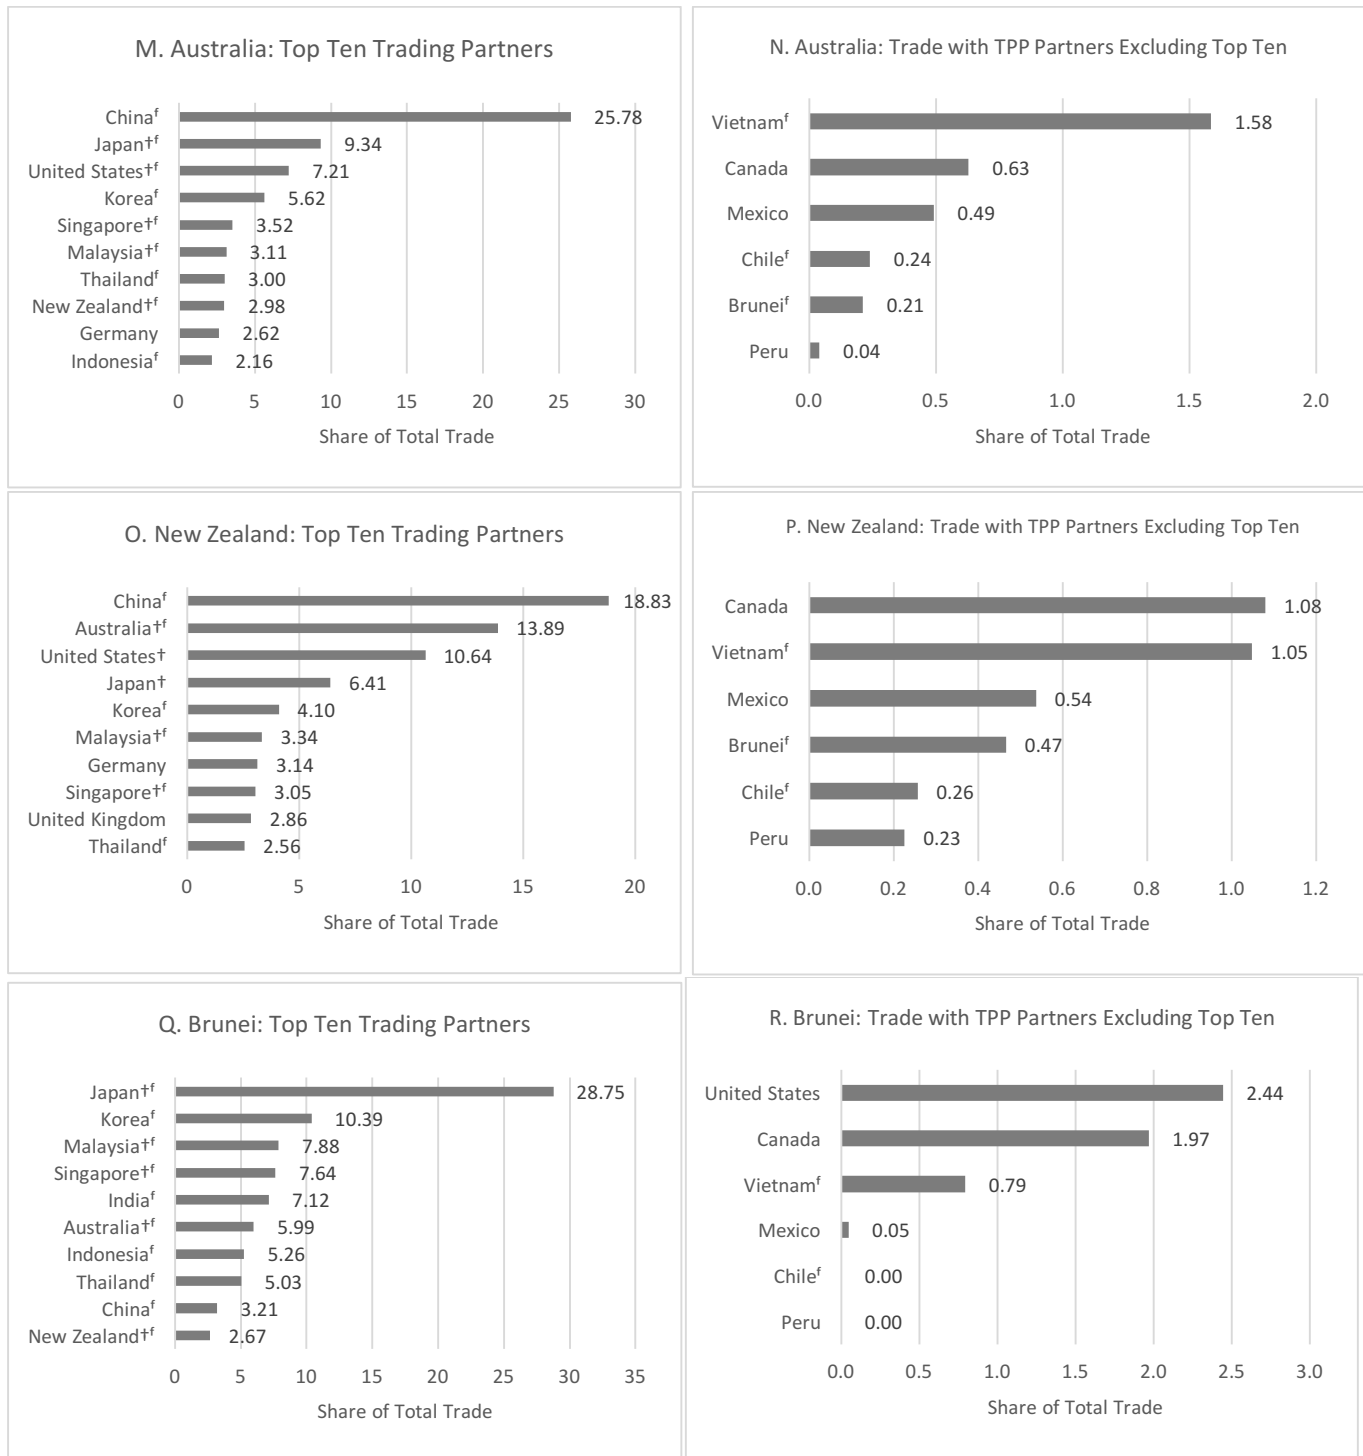 M. Australia: Top Ten Trading Partners
Chinaᶠ 25.78
Japan†ᶠ 9.34
United States†ᶠ 7.21
Koreaᶠ 5.62
Singapore†ᶠ 3.52
Malaysia†ᶠ 3.11
Thailandᶠ 3.00
New Zealand†ᶠ 2.98
Germany 2.62
Indonesiaᶠ 2.16
0 5 10 15 20 25 30
Share of Total Trade
N. Australia: Trade with TPP Partners Excluding Top Ten
Vietnamᶠ 1.58
Canada 0.63
Mexico 0.49
Chileᶠ 0.24
Bruneiᶠ 0.21
Peru 0.04
0.0 0.5 1.0 1.5 2.0
Share of Total Trade
O. New Zealand: Top Ten Trading Partners
Chinaᶠ 18.83
Australia†ᶠ 13.89
United States† 10.64
Japan† 6.41
Koreaᶠ 4.10
Malaysia†ᶠ 3.34
Germany 3.14
Singapore†ᶠ 3.05
United Kingdom 2.86
Thailandᶠ 2.56
0 5 10 15 20
Share of Total Trade
P. New Zealand: Trade with TPP Partners Excluding Top Ten
Canada 1.08
Vietnamᶠ 1.05
Mexico 0.54
Bruneiᶠ 0.47
Chileᶠ 0.26
Peru 0.23
0.0 0.2 0.4 0.6 0.8 1.0 1.2
Share of Total Trade
Q. Brunei: Top Ten Trading Partners
Japan†ᶠ 28.75
Koreaᶠ 10.39
Malaysia†ᶠ 7.88
Singapore†ᶠ 7.64
Indiaᶠ 7.12
Australia†ᶠ 5.99
Indonesiaᶠ 5.26
Thailandᶠ 5.03
Chinaᶠ 3.21
New Zealand†ᶠ 2.67
0 5 10 15 20 25 30 35
Share of Total Trade
R. Brunei: Trade with TPP Partners Excluding Top Ten
United States 2.44
Canada 1.97
Vietnamᶠ 0.79
Mexico 0.05
Chileᶠ 0.00
Peru 0.00
0.0 0.5 1.0 1.5 2.0 2.5 3.0
Share of Total Trade